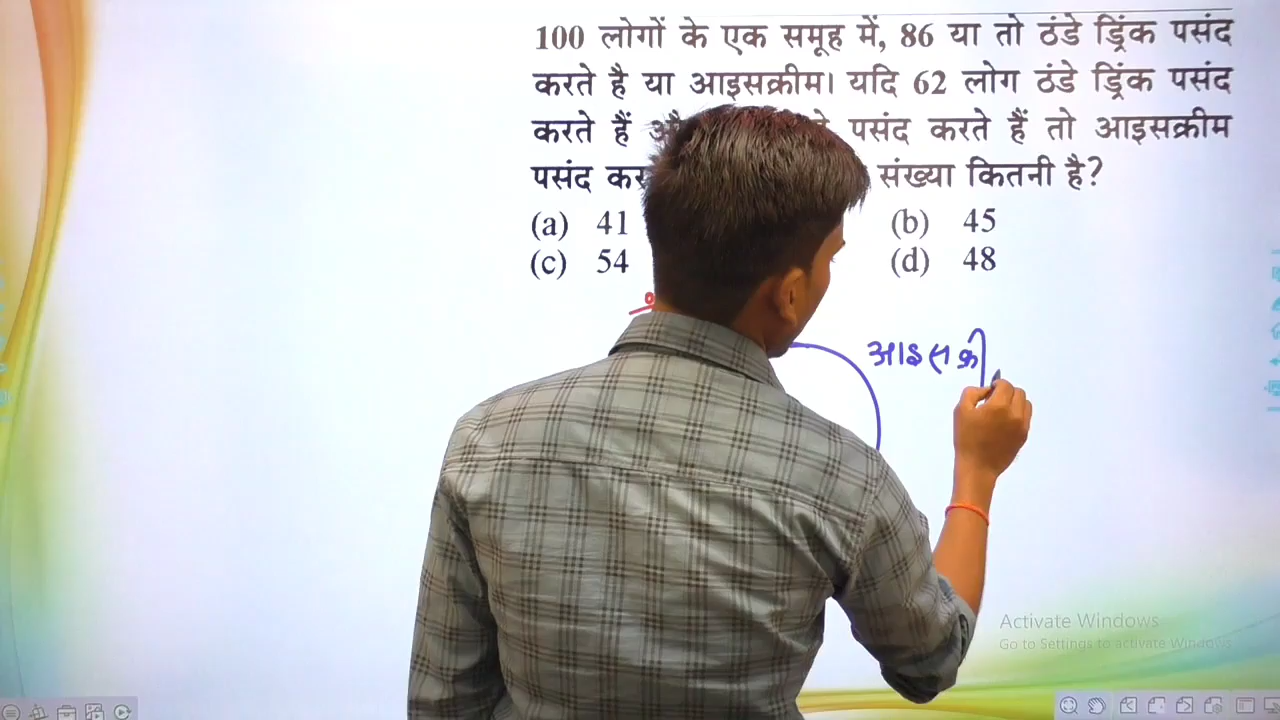 100 लोगों के एक समूह में, 86 या तो ठंडे ड्रिंक पसंद
करते है या आइसक्रीम। यदि 62 लोग ठंडे ड्रिंक पसंद
करते हैं पसंद करते हैं तो आइसक्रीम
पसंद संख्या कितनी है?
(a) 41 (b) 45
(c) 54 (d) 48
आइसक्री
Activate Windows
Go to Settings to activate Windows.